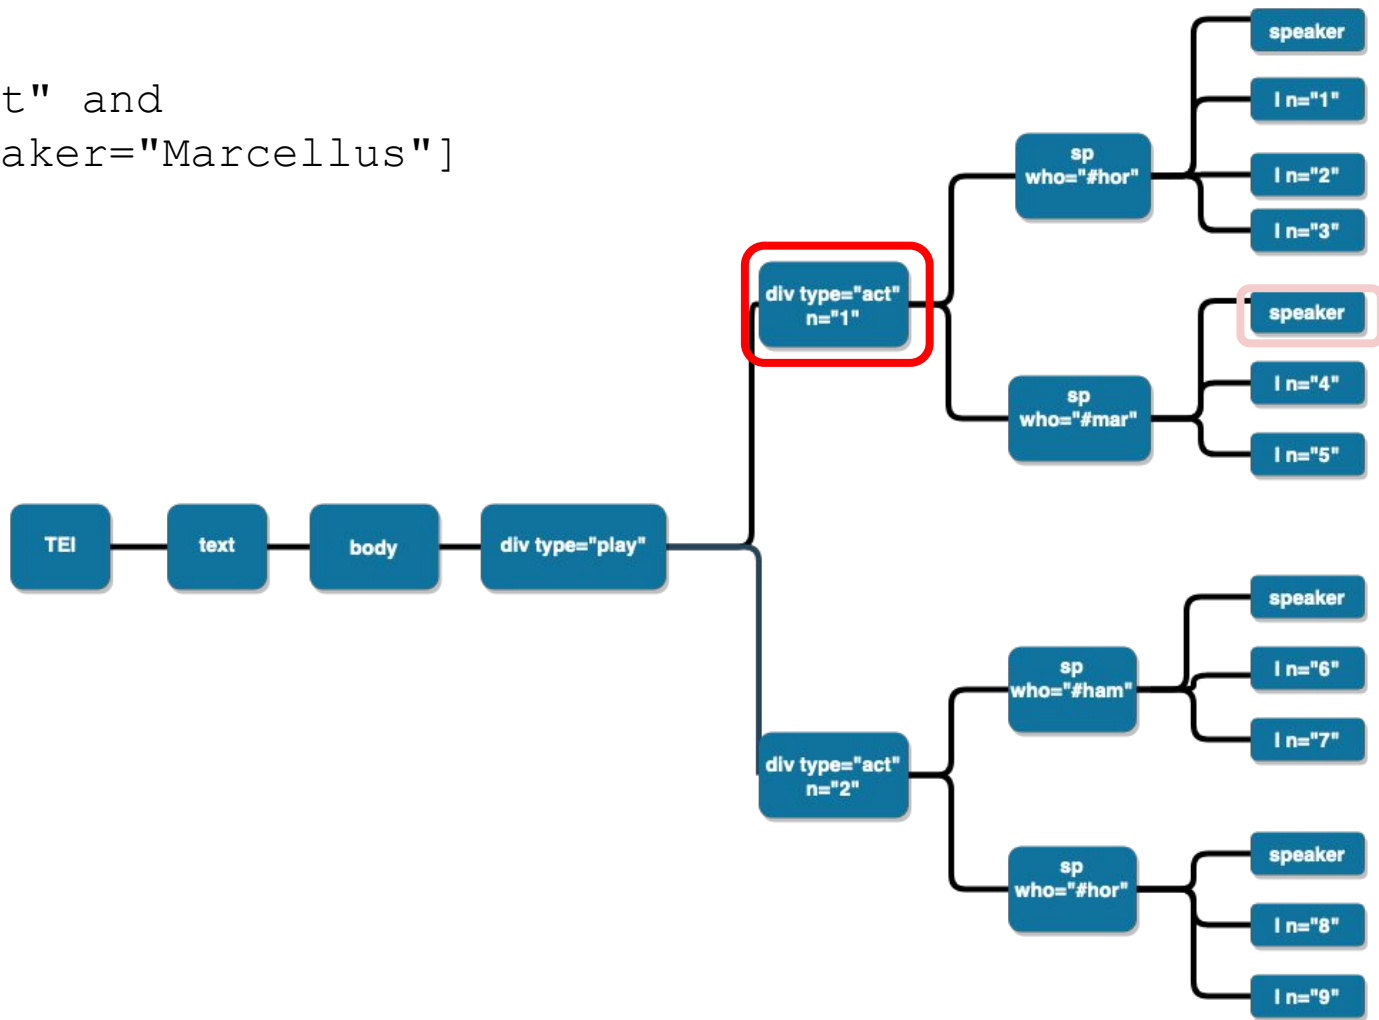 t" and
aker="Marcellus"]
TEI
text
body
div type="play"
div type="act"
n="1"
sp
who="#hor"
speaker
l n="1"
l n="2"
l n="3"
sp
who="#mar"
speaker
l n="4"
l n="5"
div type="act"
n="2"
sp
who="#ham"
speaker
l n="6"
l n="7"
sp
who="#hor"
speaker
l n="8"
l n="9"